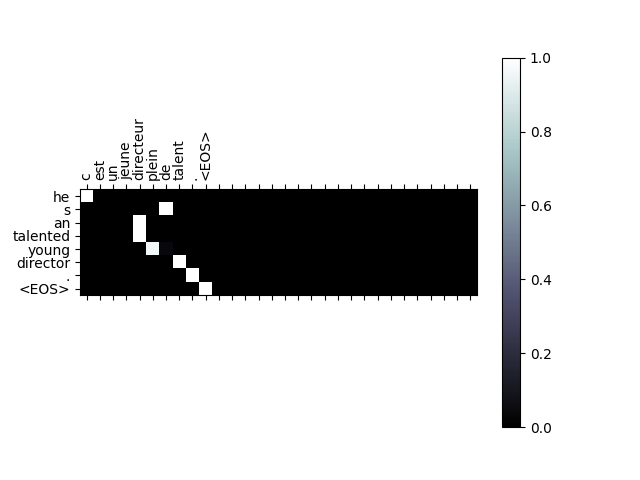 c
est
un
jeune
directeur
plein
de
talent
.
<EOS>
he
s
an
talented
young
director
.
<EOS>
1.0
0.8
0.6
0.4
0.2
0.0